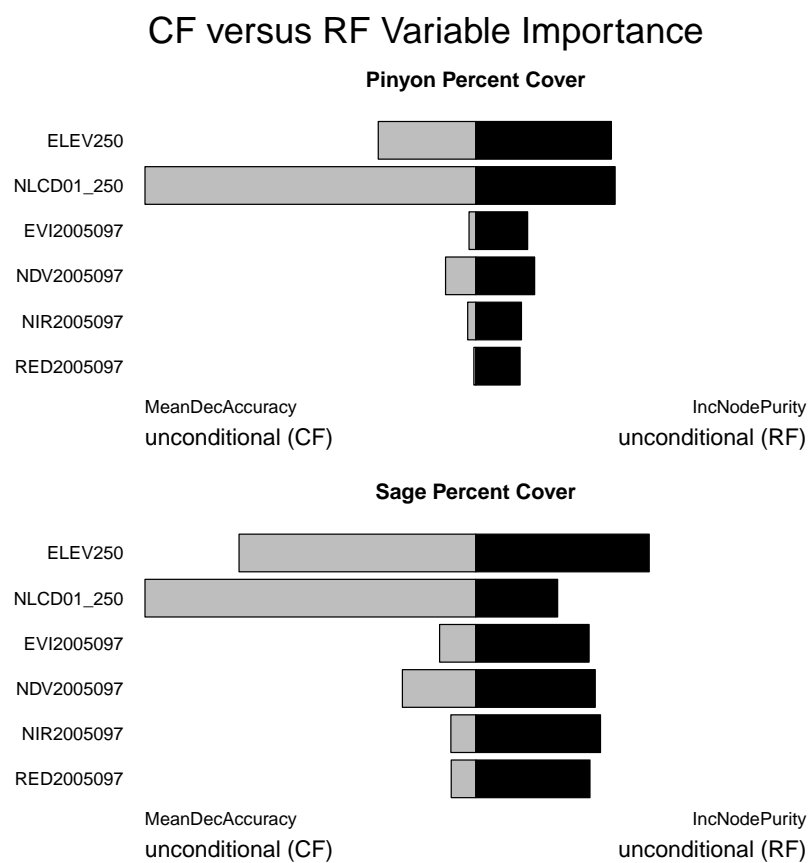 CF versus RF Variable Importance
Pinyon Percent Cover
ELEV250
NLCD01_250
EVI2005097
NDV2005097
NIR2005097
RED2005097
MeanDecAccuracy IncNodePurity
unconditional (CF) unconditional (RF)
Sage Percent Cover
ELEV250
NLCD01_250
EVI2005097
NDV2005097
NIR2005097
RED2005097
MeanDecAccuracy IncNodePurity
unconditional (CF) unconditional (RF)